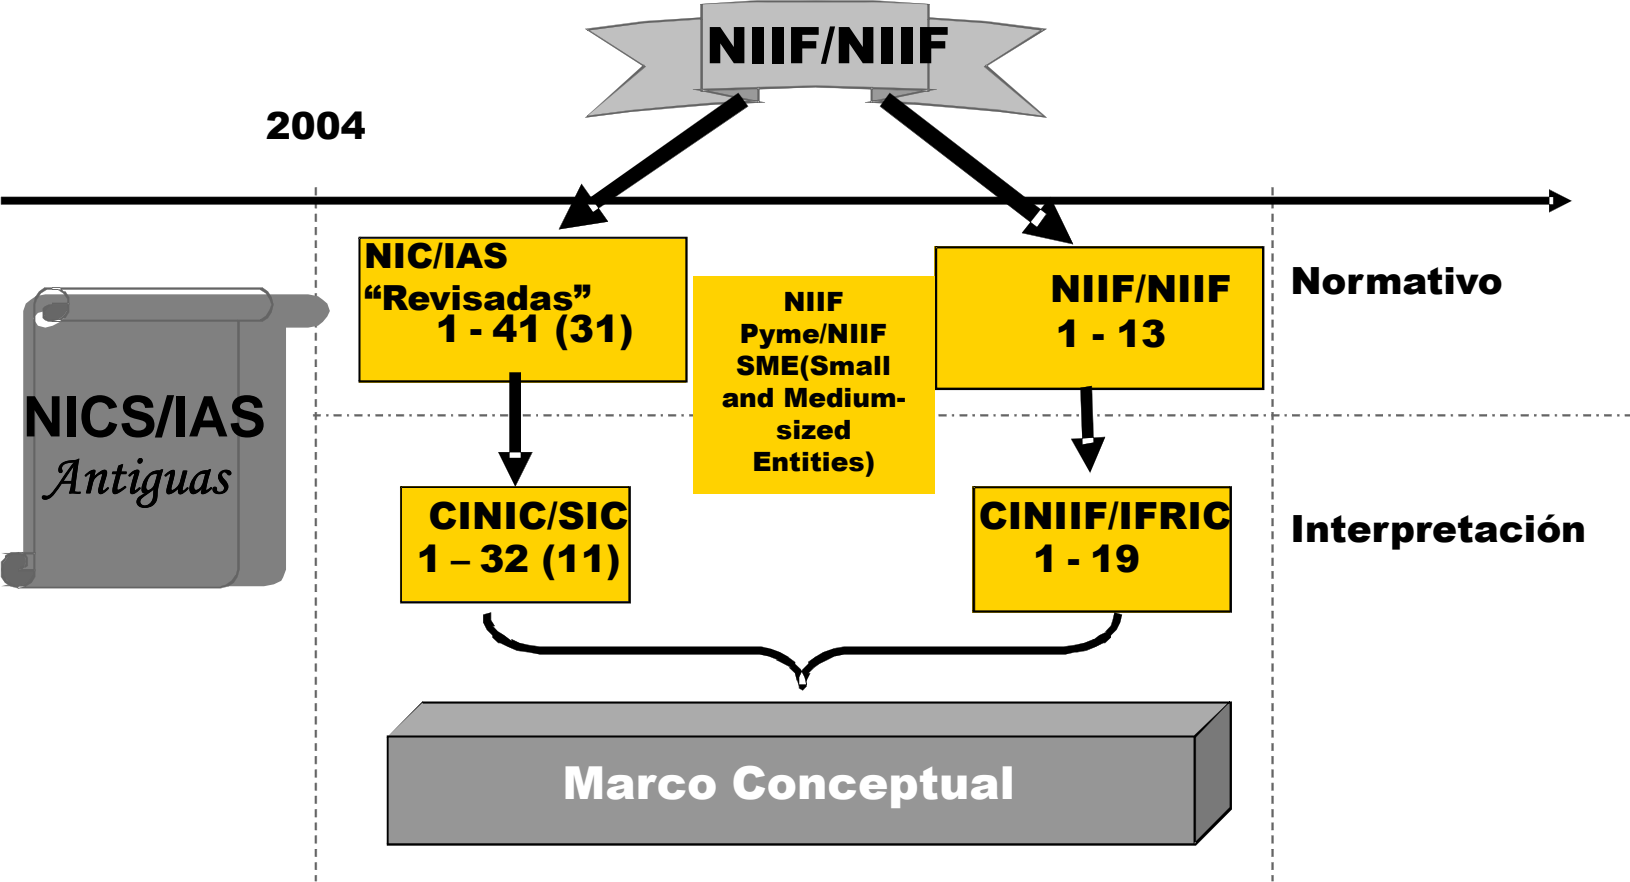 NIIF/NIIF
2004
NICS/IAS
Antiguas
NIC/IAS
“Revisadas”
1 - 41 (31)
NIIF
Pyme/NIIF
SME(Small
and Medium-
sized
Entities)
NIIF/NIIF
1 - 13
Normativo
CINIC/SIC
1 – 32 (11)
CINIIF/IFRIC
1 - 19
Interpretación
Marco Conceptual